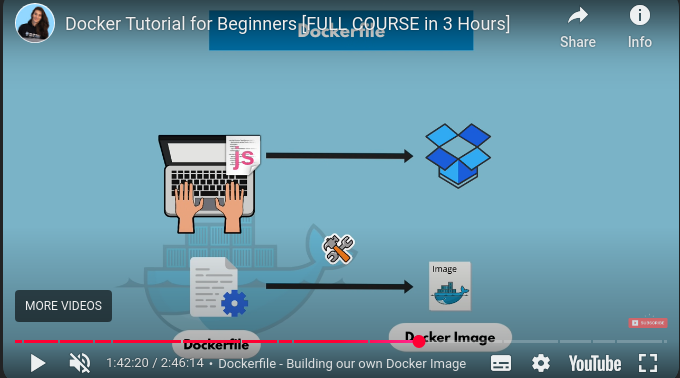 Docker Tutorial for Beginners [FULL COURSE in 3 Hours]
Dockerfile
Share
Info
js
Image
MORE VIDEOS
SUBSCRIBE
Dockerfile
Docker Image
1:42:20 / 2:46:14 • Dockerfile - Building our own Docker Image
YouTube